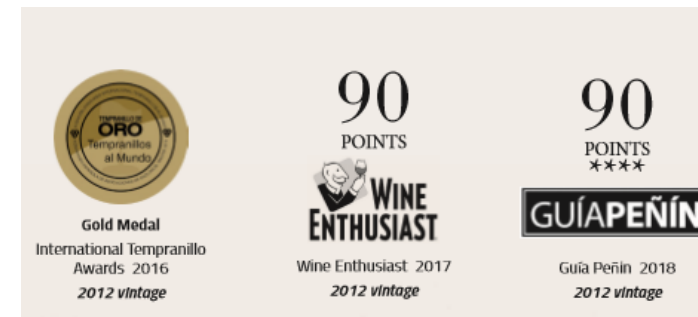 TEMPRANILLO DE
ORO
Tempranillos
al Mundo
Gold Medal
International Tempranillo
Awards 2016
2012 vintage
90
POINTS
WINE
ENTHUSIAST
Wine Enthusiast 2017
2012 vintage
90
POINTS
GUÍAPEÑÍN
Guía Peñin 2018
2012 vintage